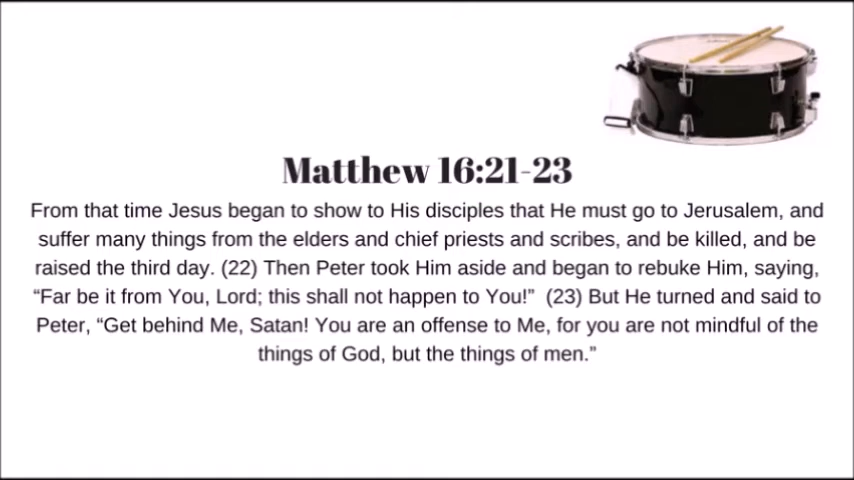 Matthew 16:21-23
From that time Jesus began to show to His disciples that He must go to Jerusalem, and
suffer many things from the elders and chief priests and scribes, and be killed, and be
raised the third day. (22) Then Peter took Him aside and began to rebuke Him, saying,
“Far be it from You, Lord; this shall not happen to You!”  (23) But He turned and said to
Peter, “Get behind Me, Satan! You are an offense to Me, for you are not mindful of the
things of God, but the things of men.”